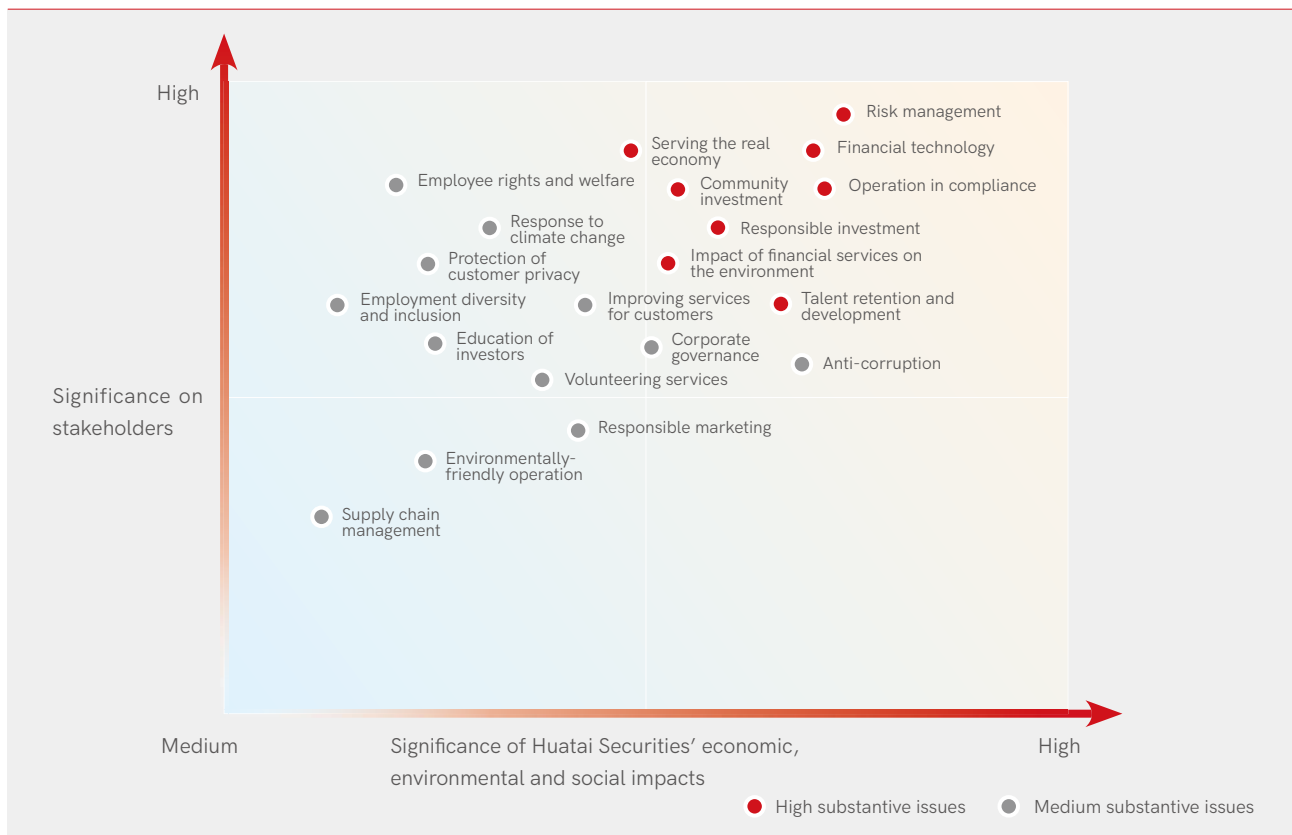 High
Risk management
Serving the real
economy
Financial technology
Employee rights and welfare
Community
investment
Operation in compliance
Response to
climate change
Responsible investment
Protection of
customer privacy
Impact of financial services on
the environment
Employment diversity
and inclusion
Improving services
for customers
Talent retention and
development
Education of
investors
Corporate
governance
Anti-corruption
Volunteering services
Significance on
stakeholders
Responsible marketing
Environmentally-
friendly operation
Supply chain
management
Medium
Significance of Huatai Securities’ economic,
environmental and social impacts
High
High substantive issues
Medium substantive issues